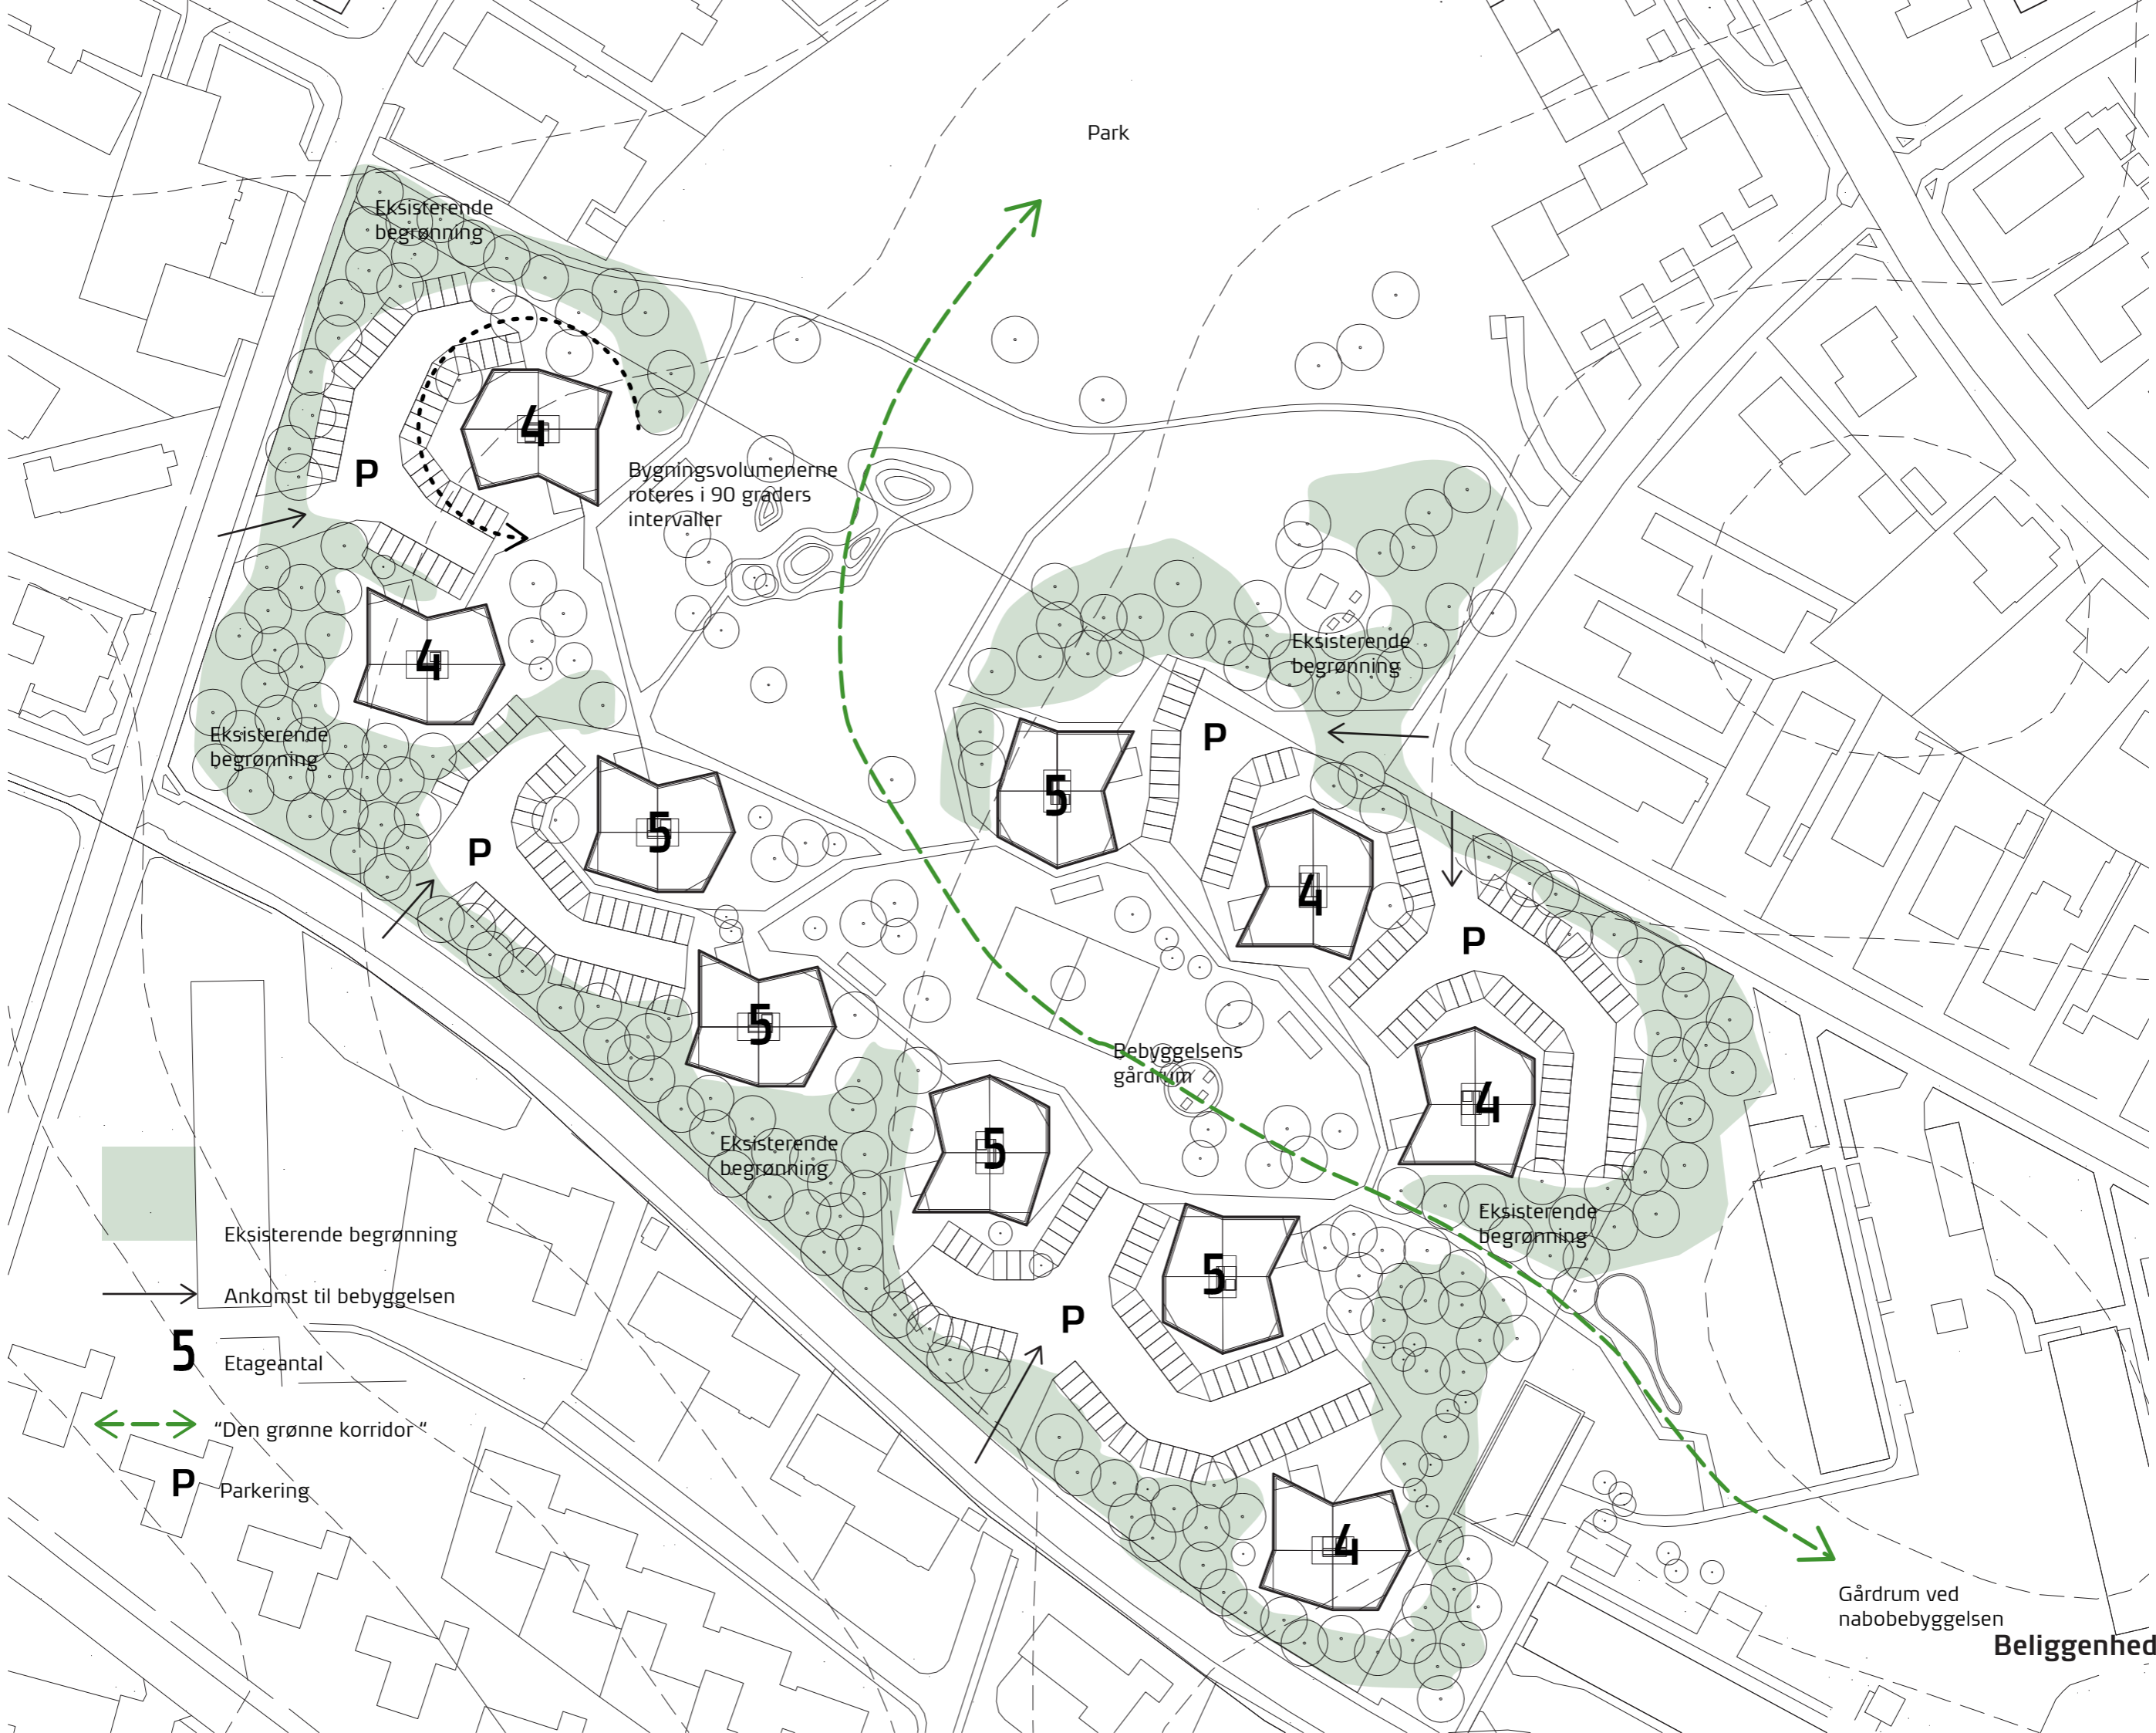 Park
Eksisterende
begrønning
4
P
Bygningsvolumenerne
roteres i 90 graders
intervaller
4
Eksisterende
begrønning
Eksisterende
begrønning
P
5
5
P
4
P
5
Bebyggelsens
gårdrum
4
5
Eksisterende
begrønning
Eksisterende
begrønning
5
P
4
Eksisterende begrønning
Ankomst til bebyggelsen
5 Etageantal
“Den grønne korridor “
P Parkering
Gårdrum ved
nabobebyggelsen
Beliggenhed